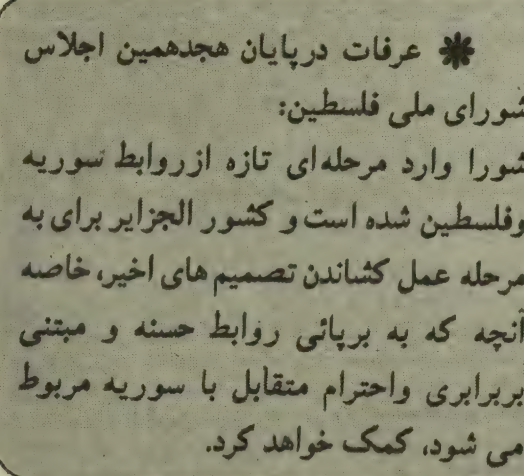 ❋ عرفات درپایان هجدهمین اجلاس
شورای ملی فلسطین:
شورا وارد مرحله‌ای تازه ازروابط سوریه
وفلسطین شده است و کشور الجزایر برای به
مرحله عمل کشاندن تصمیم های اخیر، خاصه
آنچه که به برپائی روابط حسنه و مبتنی
بربرابری واحترام متقابل با سوریه مربوط
می شود، کمک خواهد کرد.